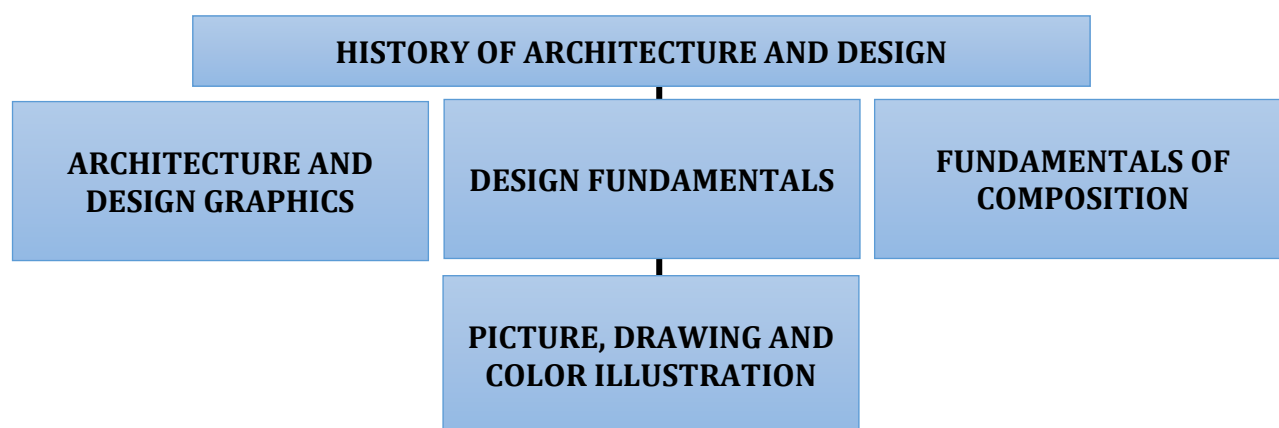 HISTORY OF ARCHITECTURE AND DESIGN
ARCHITECTURE AND
DESIGN GRAPHICS
DESIGN FUNDAMENTALS
FUNDAMENTALS OF
COMPOSITION
PICTURE, DRAWING AND
COLOR ILLUSTRATION